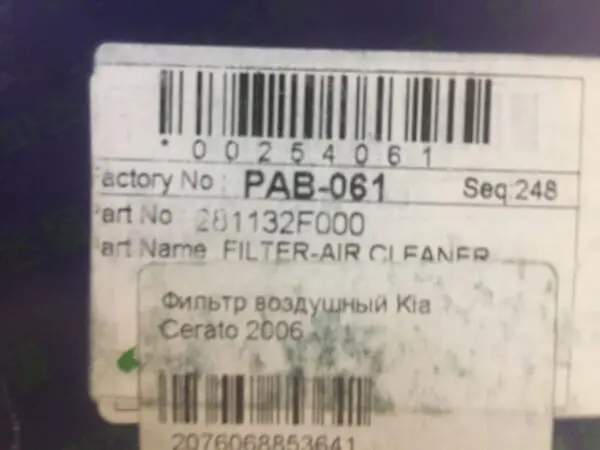 *00254061
Factory No: PAB-061 Seq:248
Part No: 281132F000
Part Name FILTER-AIR CLEANER
Фильтр воздушный Kia
Cerato 2006
2076068853641